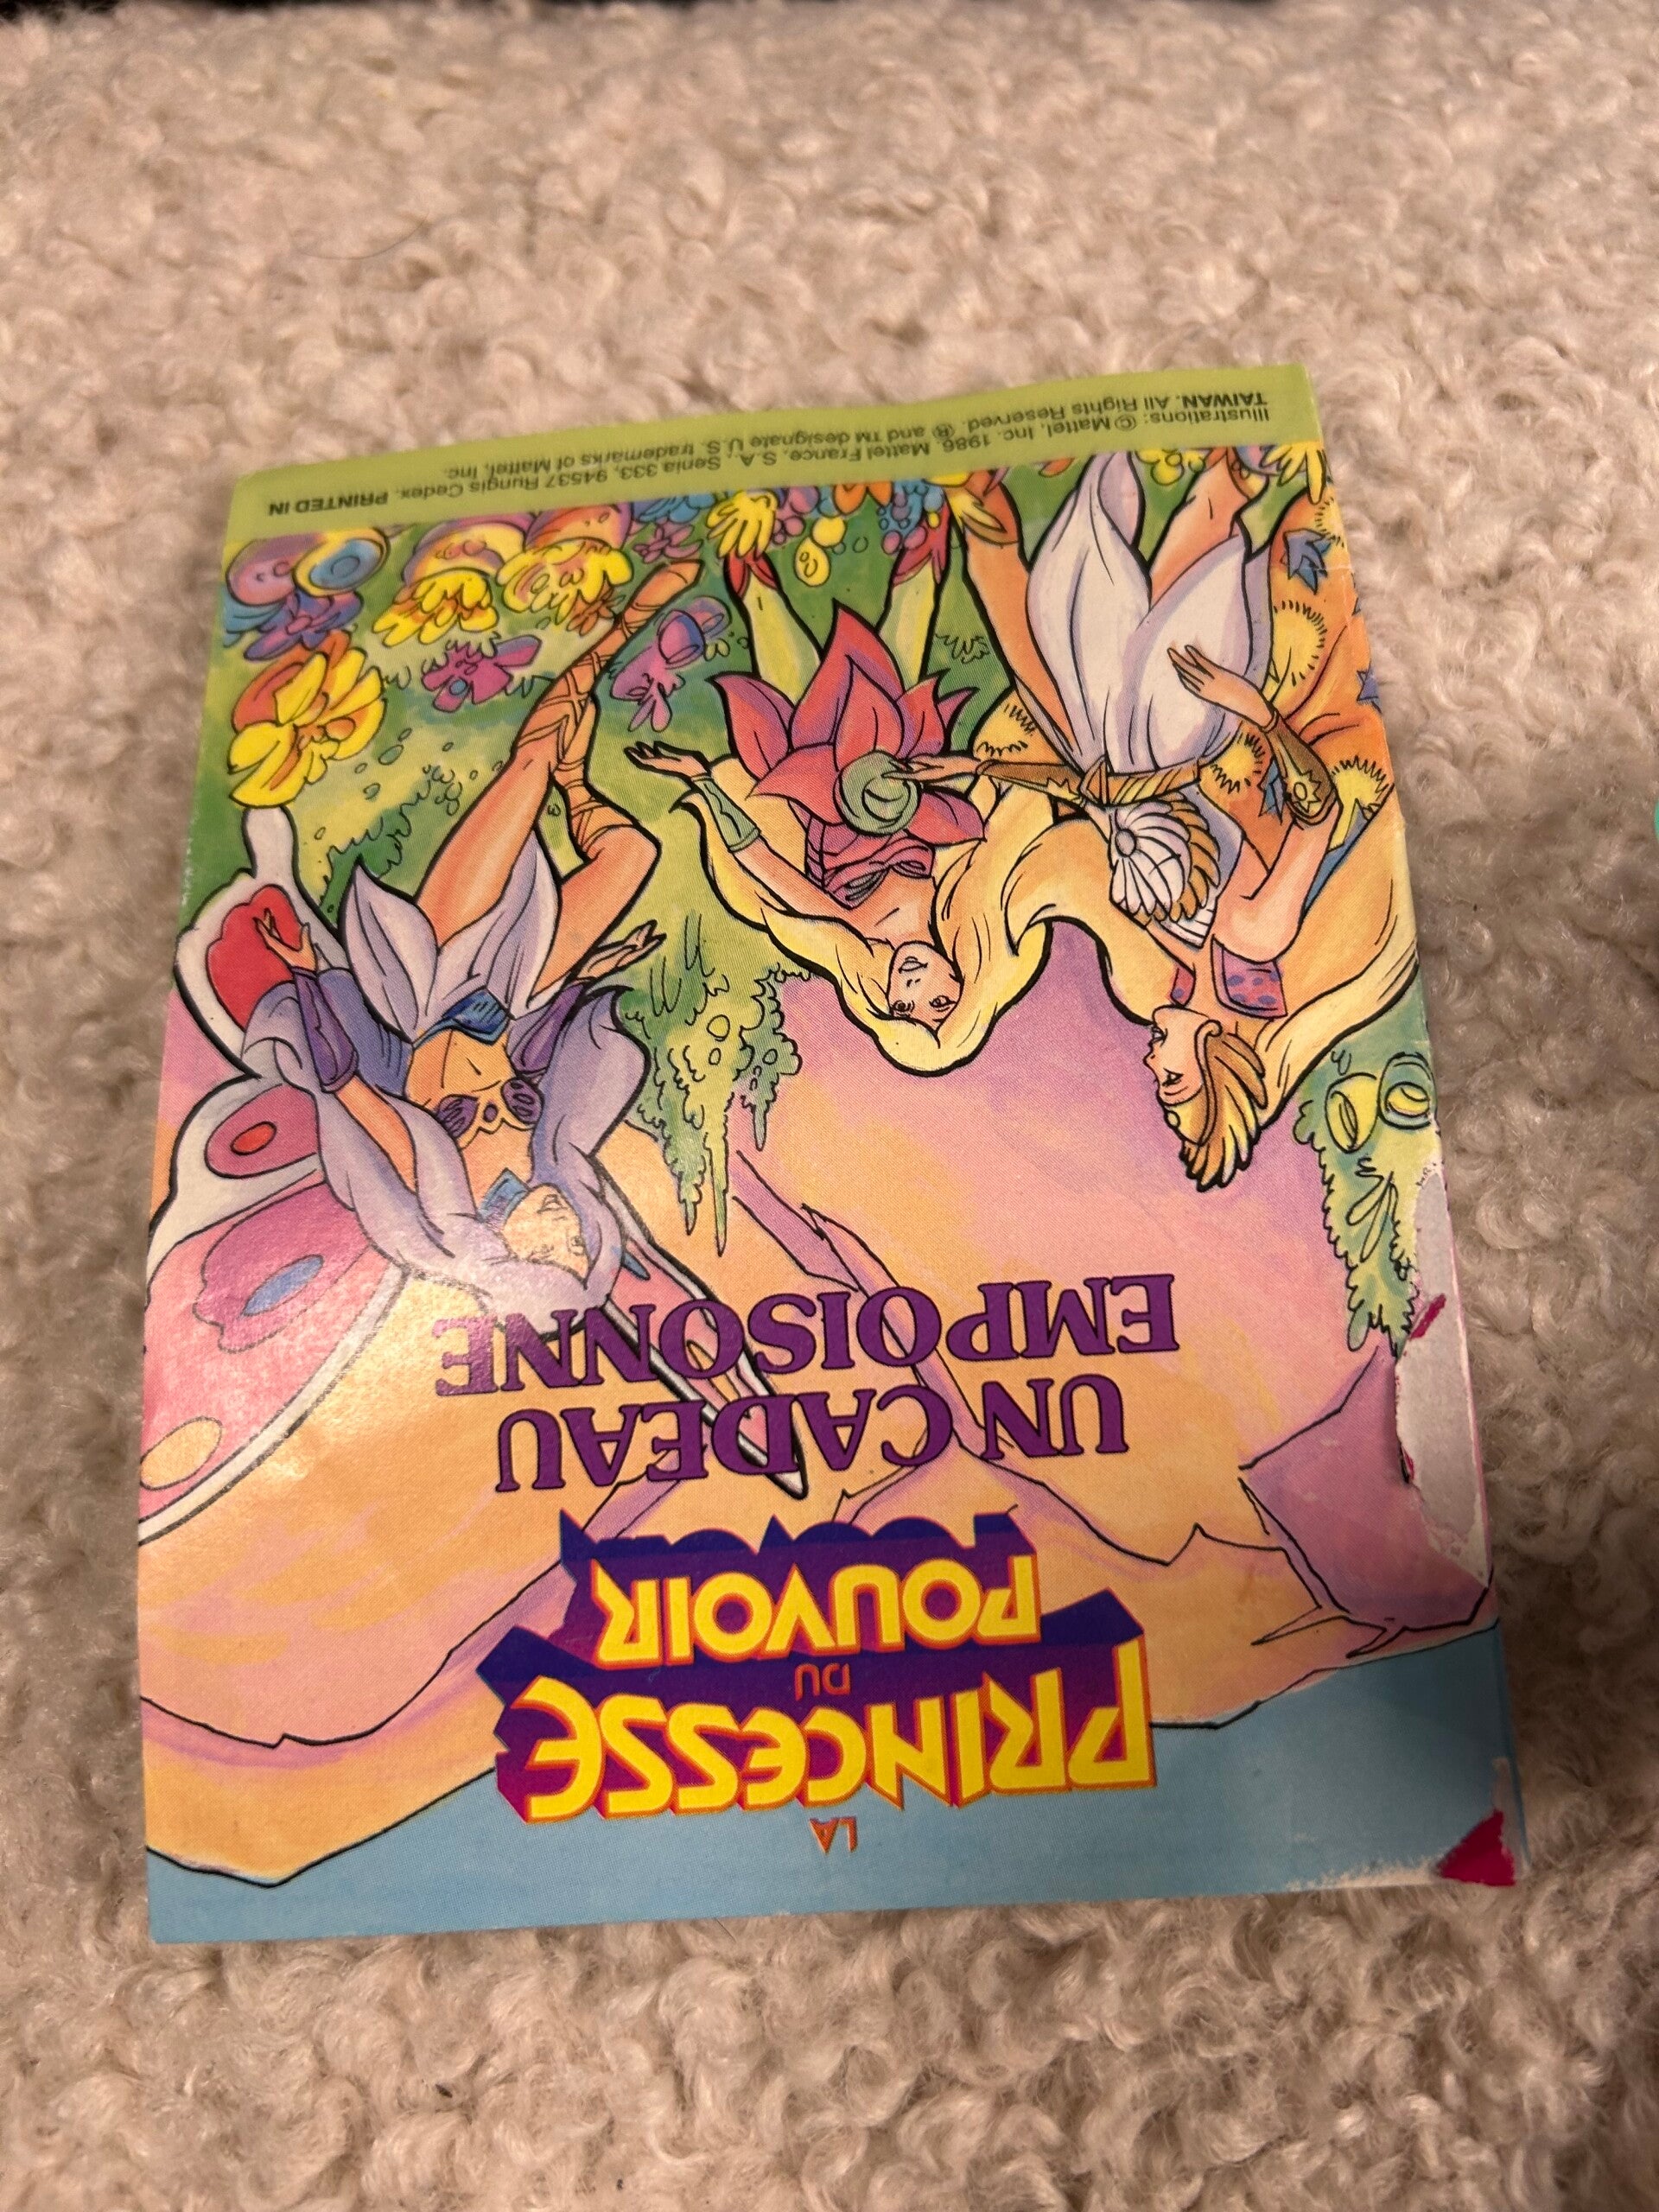 LA
PRINCESSE
DU
POUVOIR
UN CADEAU
EMPOISONNE
Illustrations: © Mattel, Inc. 1986. Mattel France, S.A., Senia 333, 94537 Rungis Cedex. PRINTED IN
TAIWAN. All Rights Reserved. ® and TM designate U.S. trademarks of Mattel, Inc.